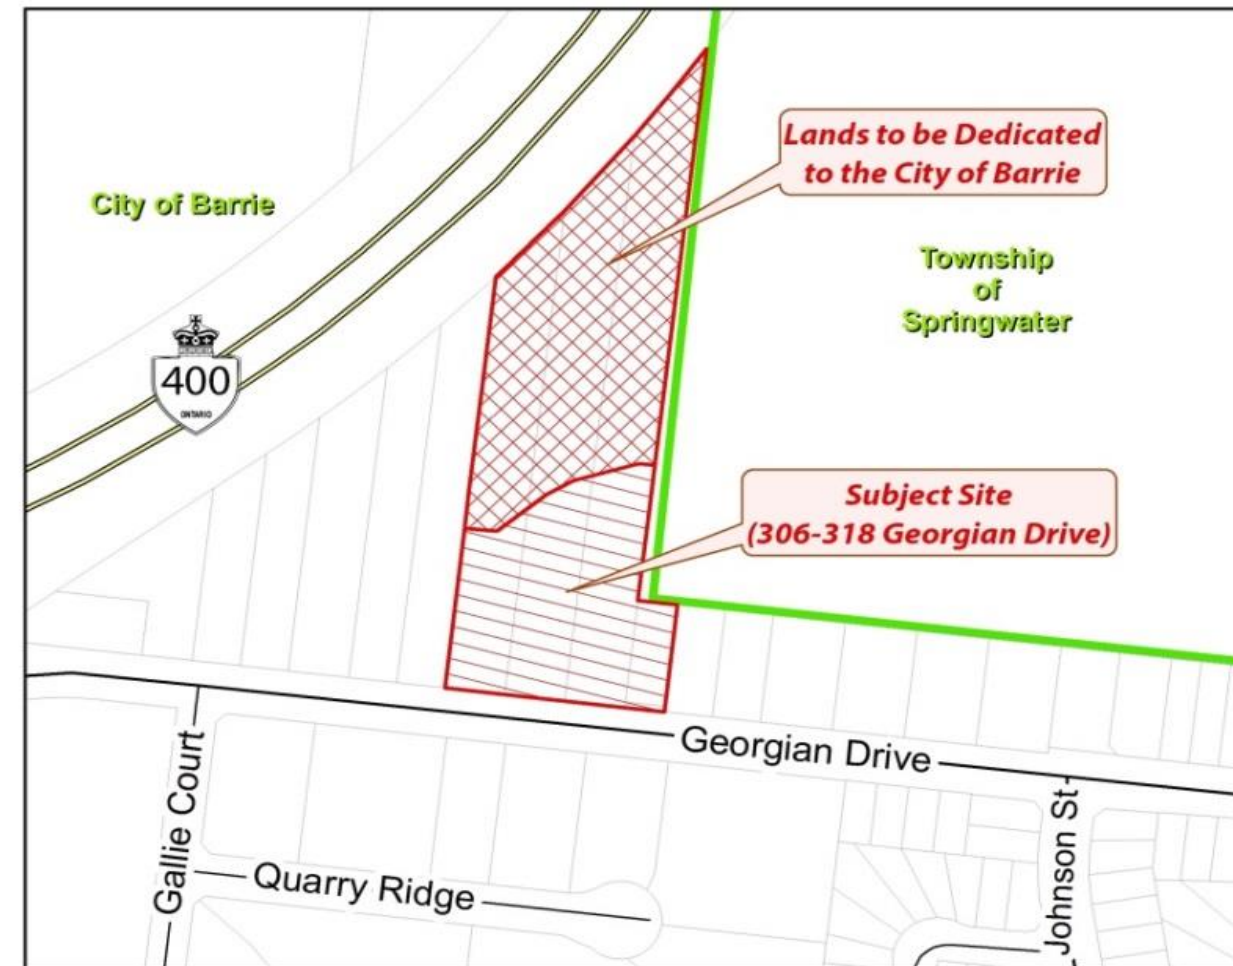 Lands to be Dedicated
to the City of Barrie
City of Barrie
Township
of
Springwater
400
ONTARIO
Subject Site
(306-318 Georgian Drive)
Georgian Drive
Gallie Court
Quarry Ridge
Johnson St